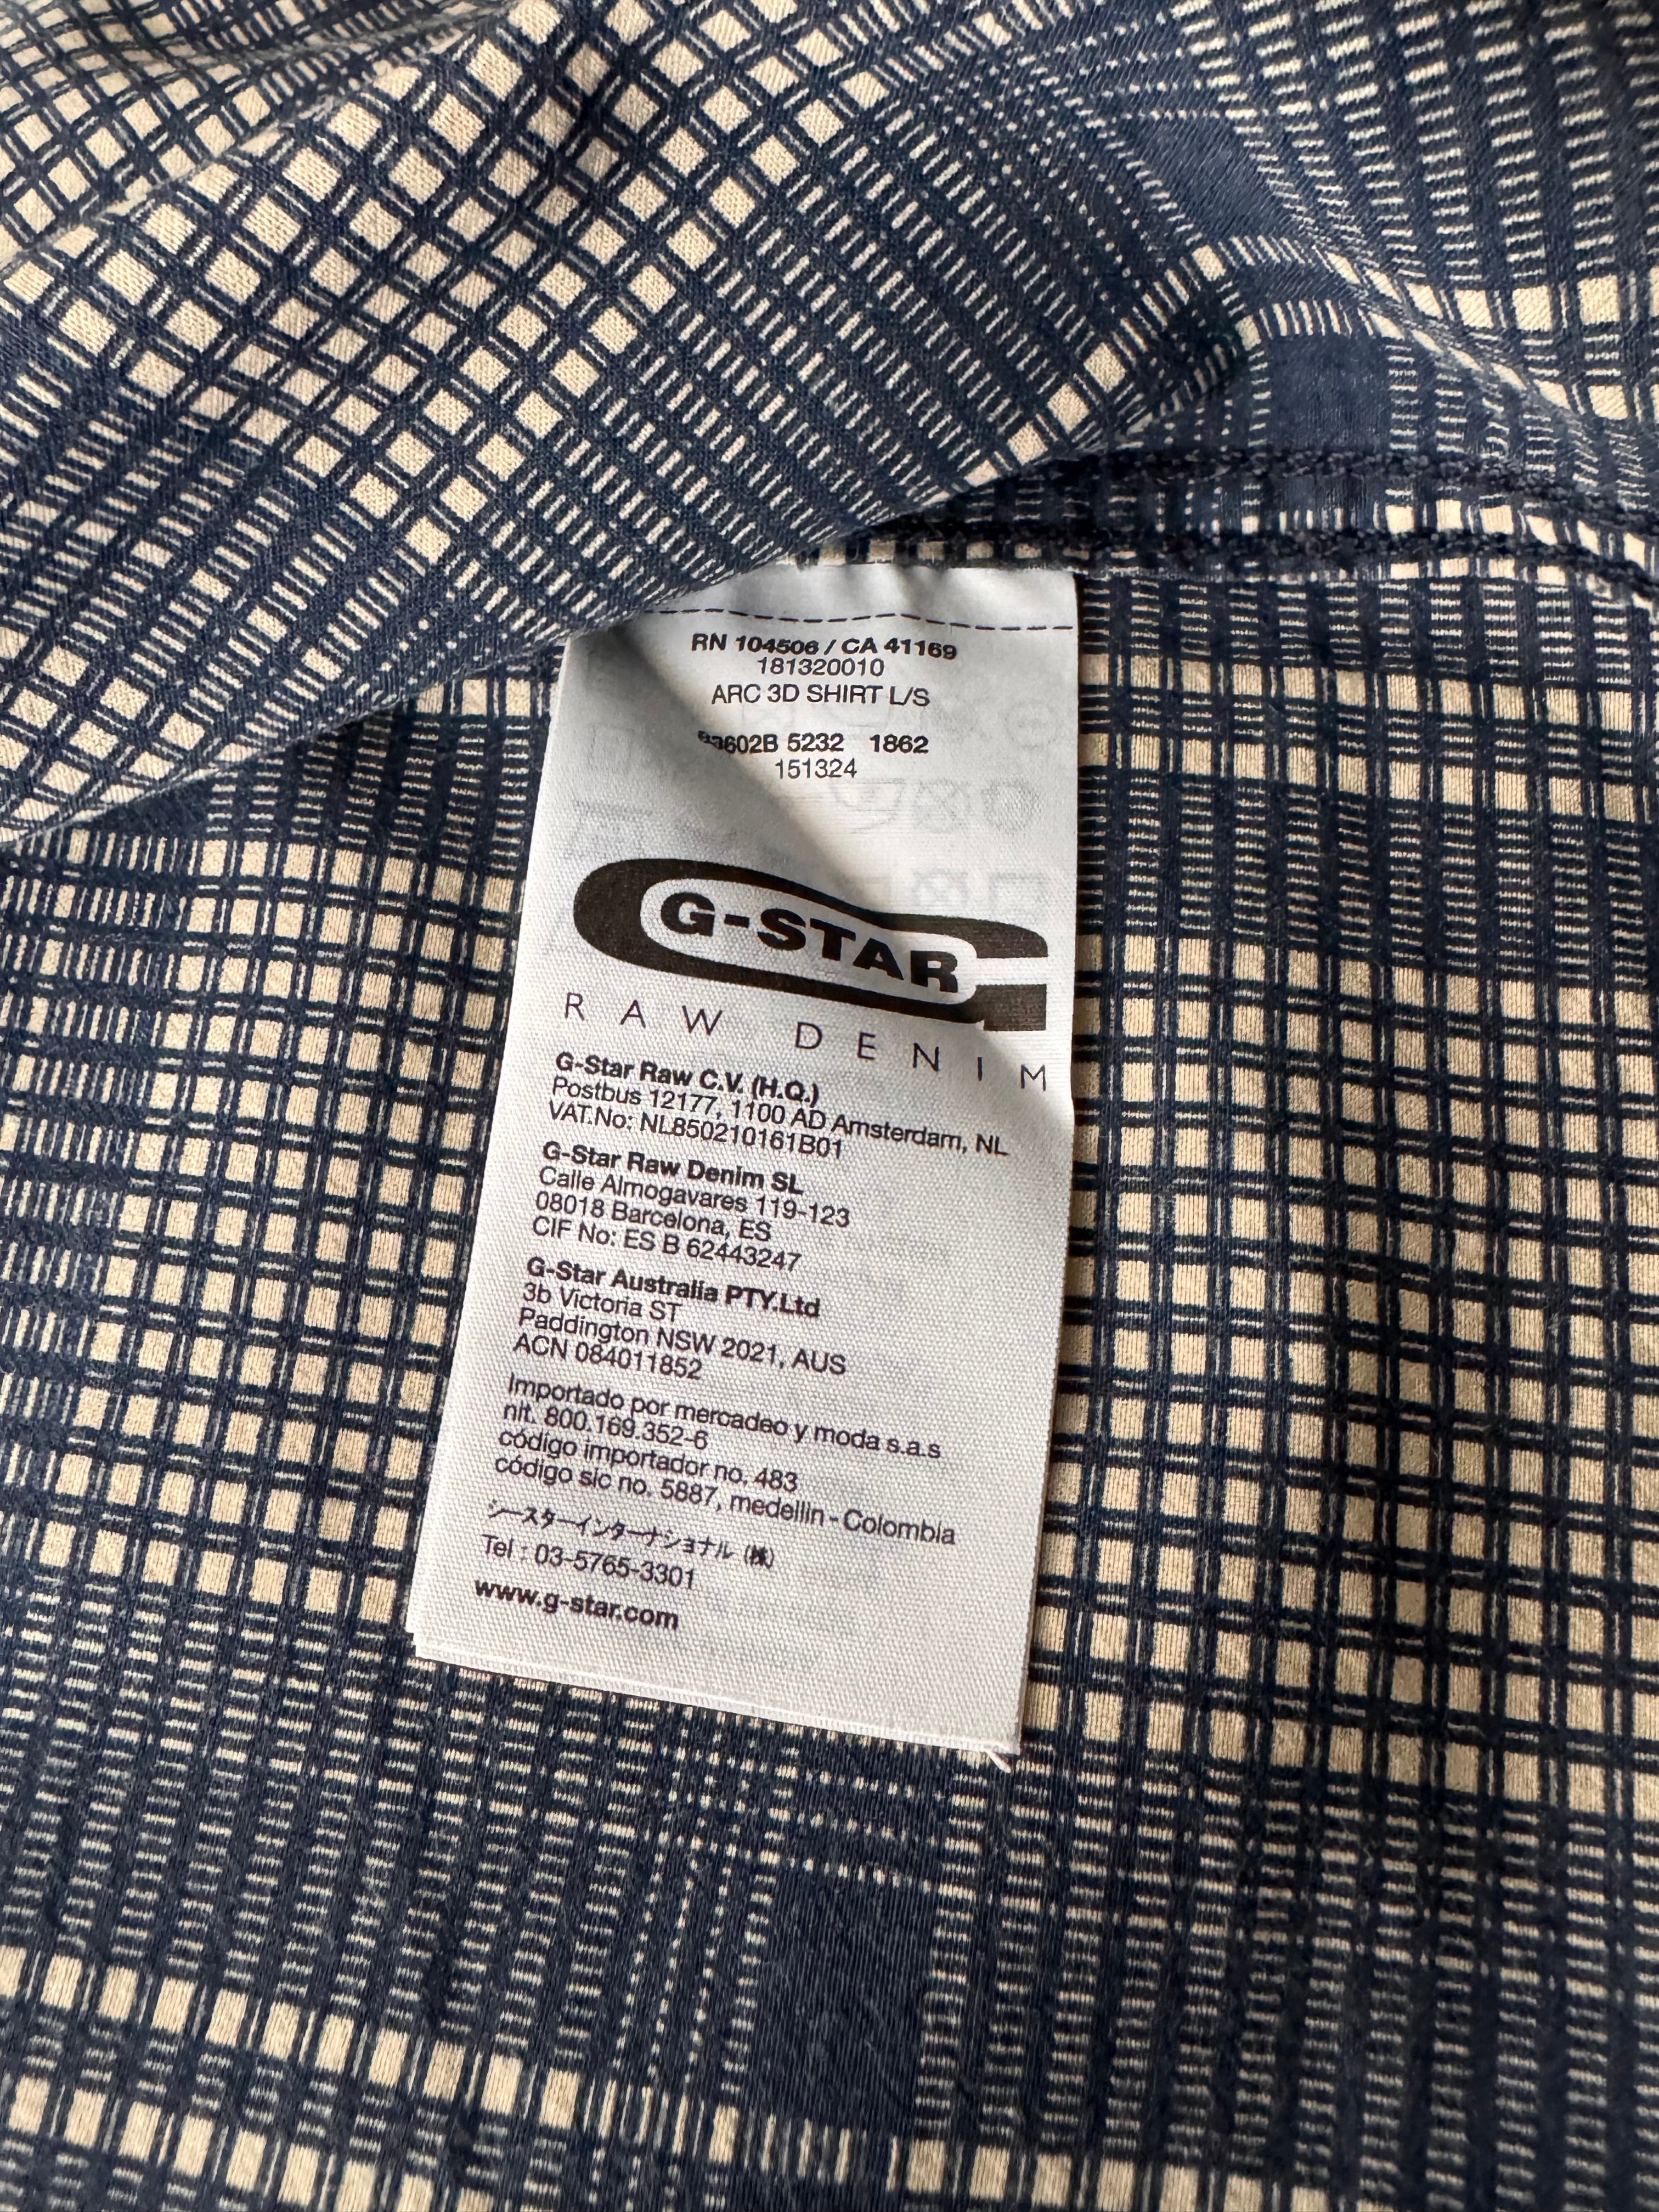 RN 104506 / CA 41169
181320010
ARC 3D SHIRT L/S
5232 1862
151324
G-STAR
RAW DENIM
G-Star Raw C.V. (H.Q.)
Postbus 12177, 1100 AD Amsterdam, NL
VAT.No: NL850210161B01
G-Star Raw Denim SL
Calle Almogavares 119-123
08018 Barcelona, ES
CIF No: ES B 62443247
G-Star Australia PTY.Ltd
3b Victoria ST
Paddington NSW 2021, AUS
ACN 084011852
Importado por mercadeo y moda s.a.s
nit. 800.169.352-6
código importador no. 483
código sic no. 5887, medellin - Colombia
ジースターインターナショナル (株)
Tel : 03-5765-3301
www.g-star.com